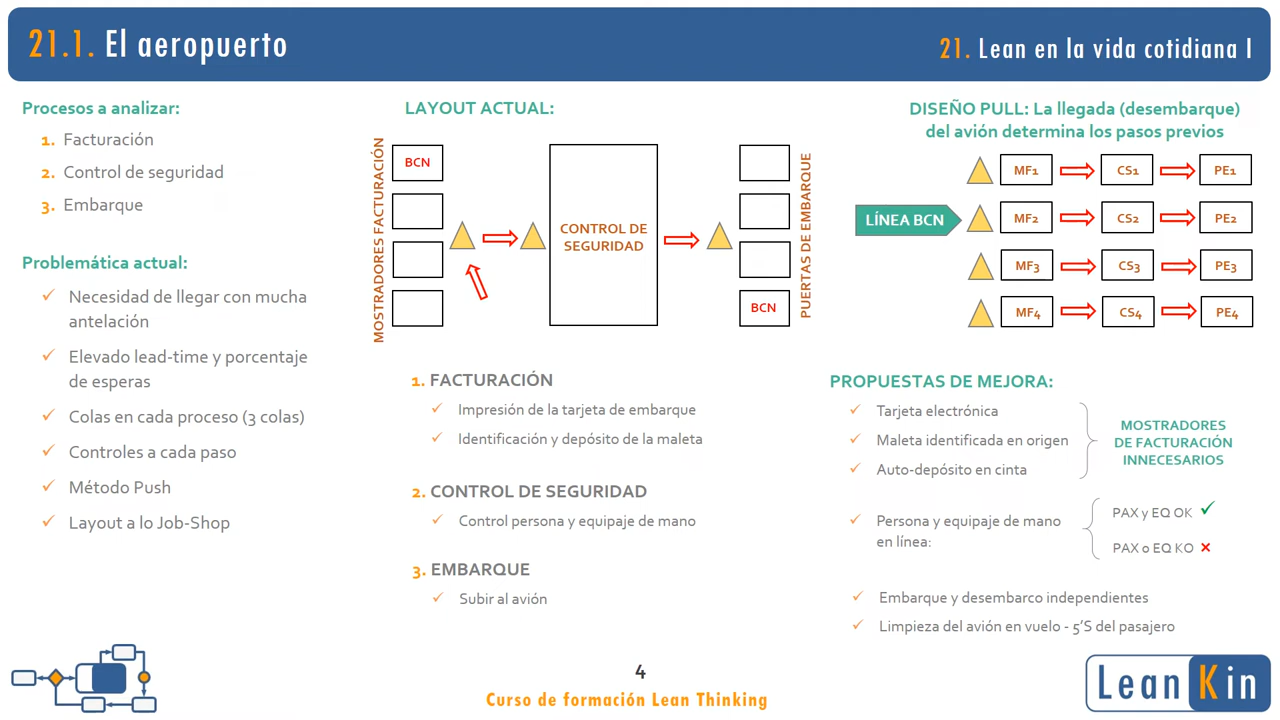 21.1. El aeropuerto
21. Lean en la vida cotidiana I
Procesos a analizar:
1. Facturación
2. Control de seguridad
3. Embarque
Problemática actual:
Necesidad de llegar con mucha
antelación
Elevado lead-time y porcentaje
de esperas
Colas en cada proceso (3 colas)
Controles a cada paso
Método Push
Layout a lo Job-Shop
LAYOUT ACTUAL:
MOSTRADORES FACTURACIÓN
BCN
CONTROL DE
SEGURIDAD
BCN
PUERTAS DE EMBARQUE
1. FACTURACIÓN
Impresión de la tarjeta de embarque
Identificación y depósito de la maleta
2. CONTROL DE SEGURIDAD
Control persona y equipaje de mano
3. EMBARQUE
Subir al avión
DISEÑO PULL: La llegada (desembarque)
del avión determina los pasos previos
MF1 CS1 PE1
LÍNEA BCN MF2 CS2 PE2
MF3 CS3 PE3
MF4 CS4 PE4
PROPUESTAS DE MEJORA:
Tarjeta electrónica
Maleta identificada en origen
Auto-depósito en cinta
MOSTRADORES
DE FACTURACIÓN
INNECESARIOS
Persona y equipaje de mano
en línea:
PAX y EQ OK
PAX o EQ KO
Embarque y desembarco independientes
Limpieza del avión en vuelo - 5'S del pasajero
4
Curso de formación Lean Thinking
Lean Kin